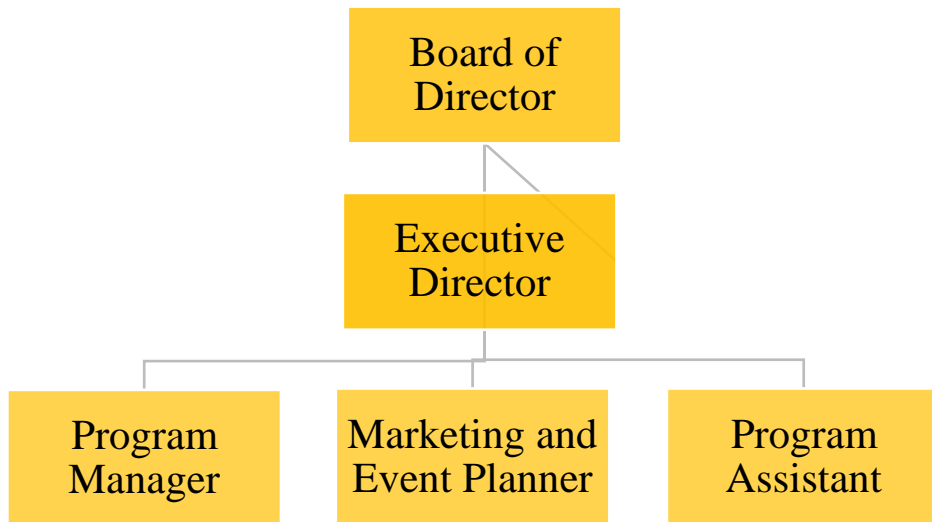 Board of
Director
Executive
Director
Program
Manager
Marketing and
Event Planner
Program
Assistant